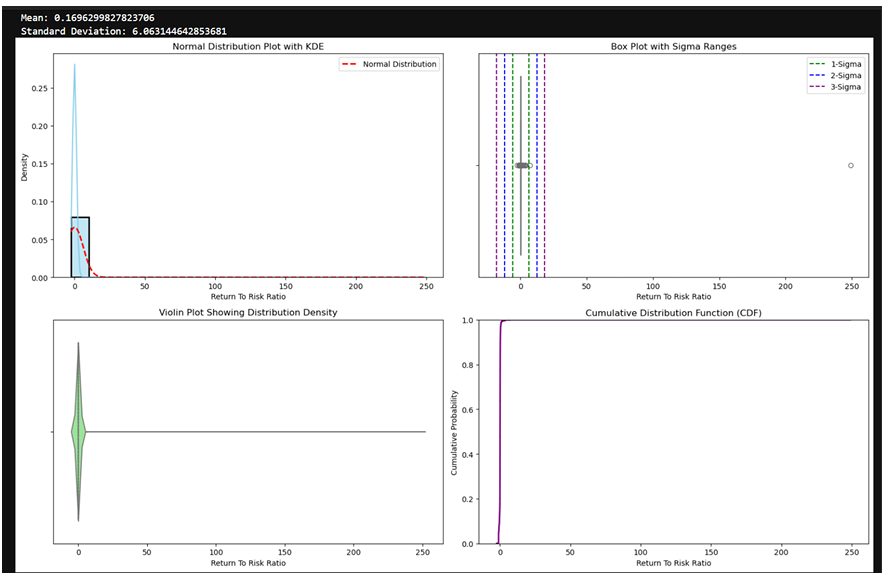 Mean: 0.1696299827823706
Standard Deviation: 6.063144642853681
Normal Distribution Plot with KDE
Normal Distribution
0.25
0.20
0.15
0.10
0.05
0.00
Density
0 50 100 150 200 250
Return To Risk Ratio
Box Plot with Sigma Ranges
1-Sigma
2-Sigma
3-Sigma
0 50 100 150 200 250
Return To Risk Ratio
Violin Plot Showing Distribution Density
0 50 100 150 200 250
Return To Risk Ratio
Cumulative Distribution Function (CDF)
1.0
0.8
0.6
0.4
0.2
0.0
Cumulative Probability
0 50 100 150 200 250
Return To Risk Ratio